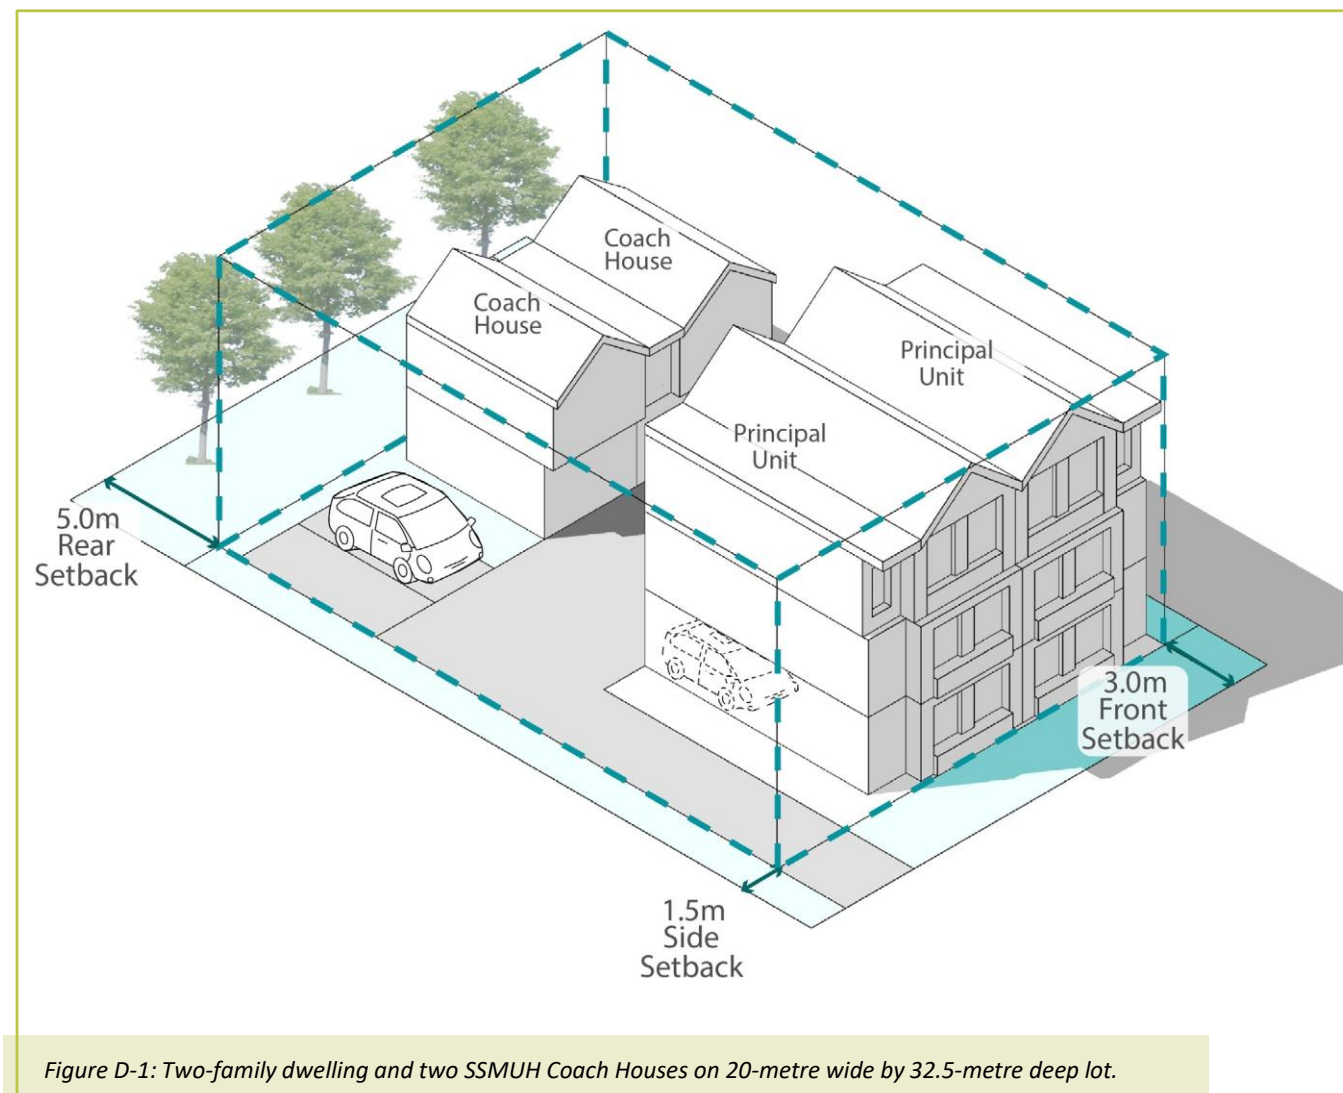 Coach
House
Coach
House
Principal
Unit
Principal
Unit
5.0m
Rear
Setback
3.0m
Front
Setback
1.5m
Side
Setback
Figure D-1: Two-family dwelling and two SSMUH Coach Houses on 20-metre wide by 32.5-metre deep lot.